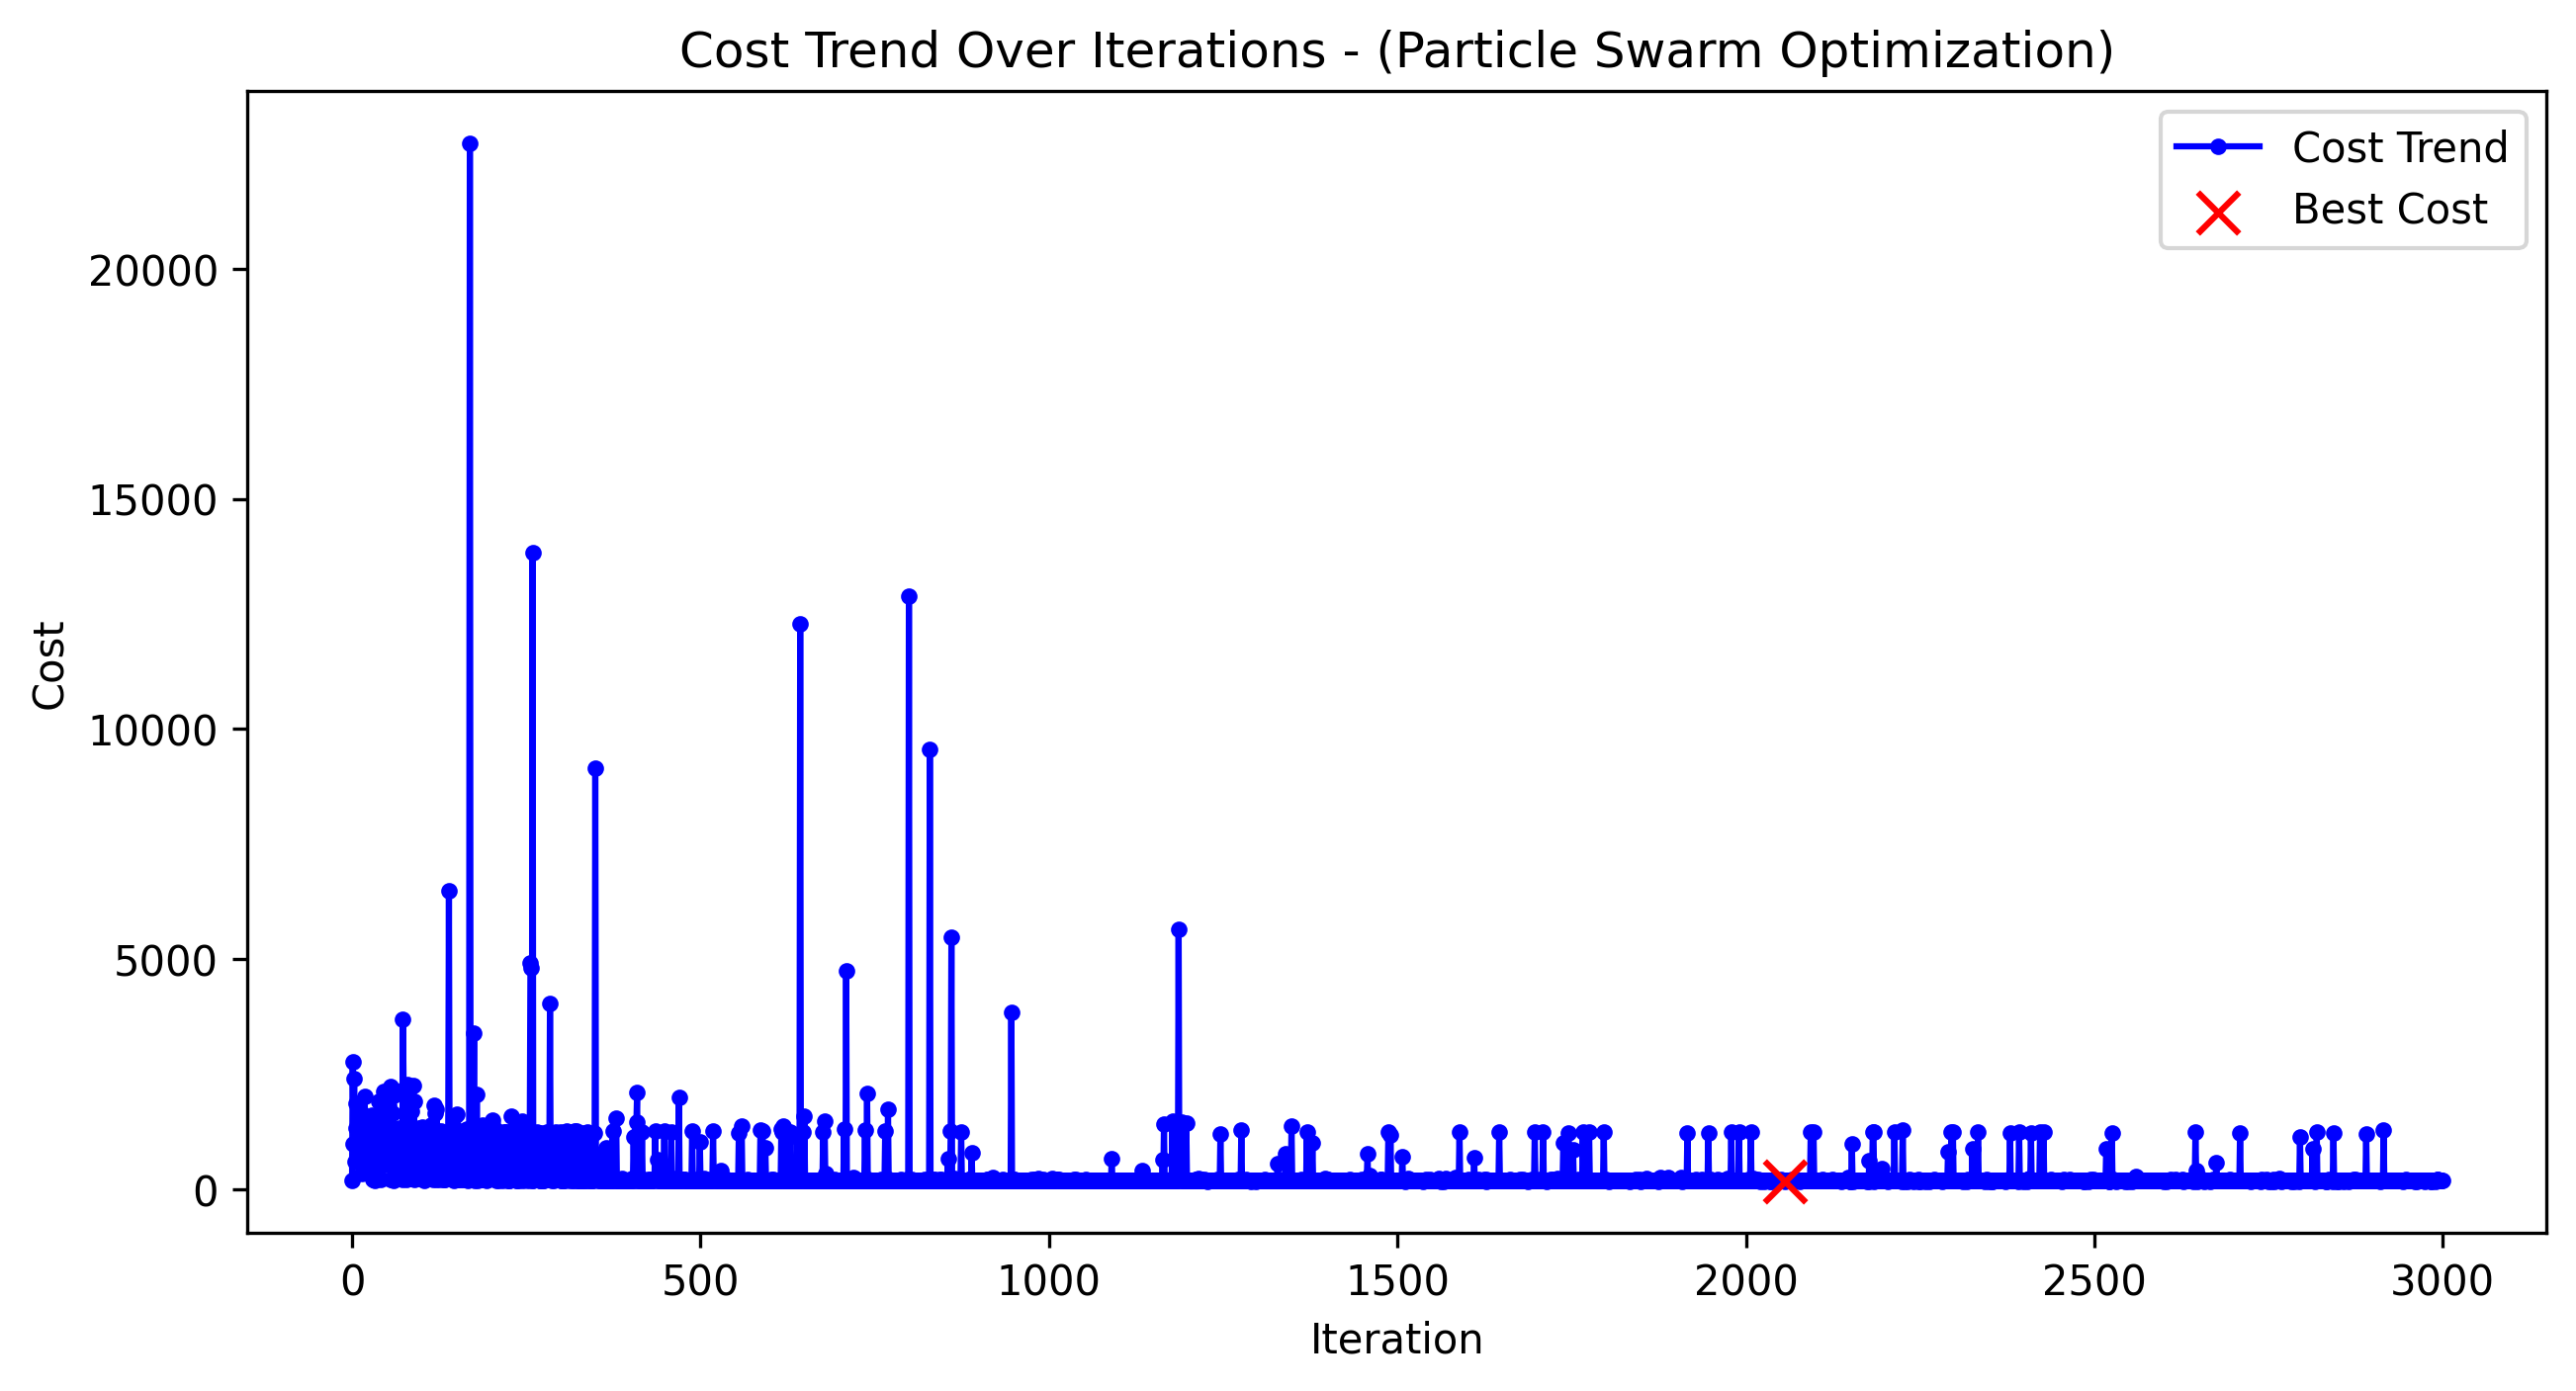 Cost Trend Over Iterations - (Particle Swarm Optimization)
Cost Trend
Best Cost
20000
15000
10000
5000
0
Cost
0 500 1000 1500 2000 2500 3000
Iteration